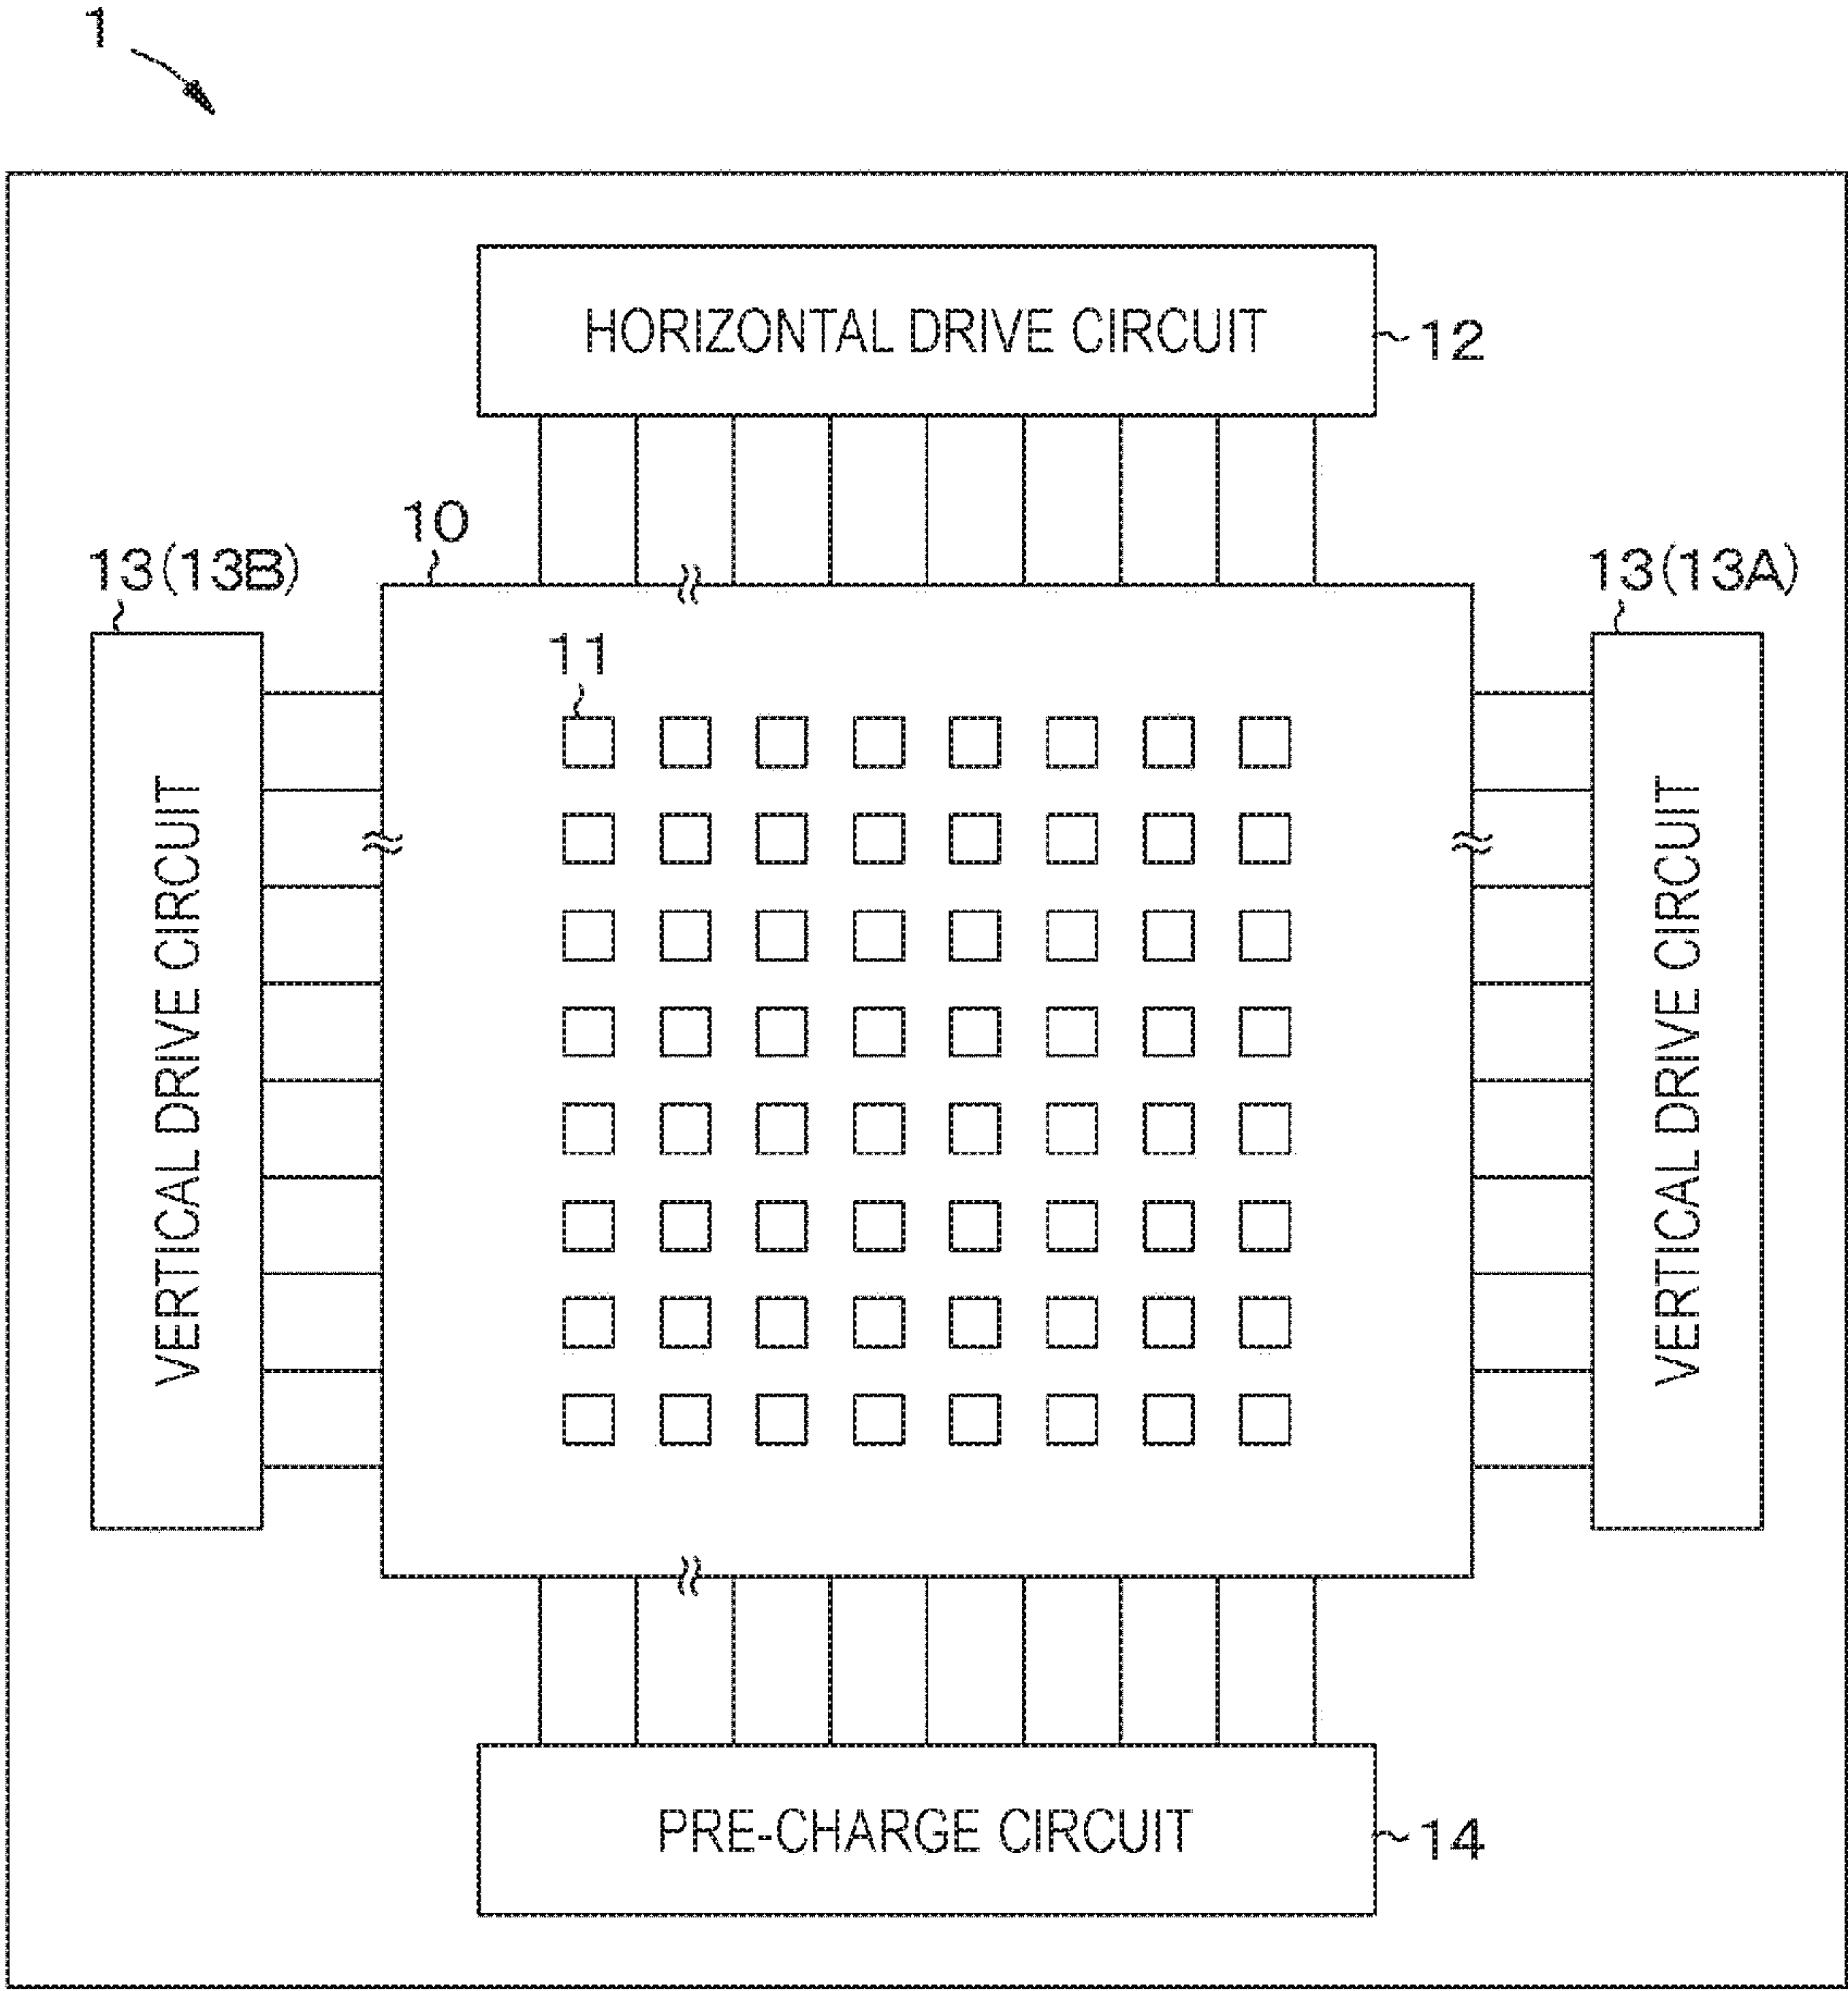 1
HORIZONTAL DRIVE CIRCUIT
12
10
13(13B)
13(13A)
11
VERTICAL DRIVE CIRCUIT
VERTICAL DRIVE CIRCUIT
PRE-CHARGE CIRCUIT
14